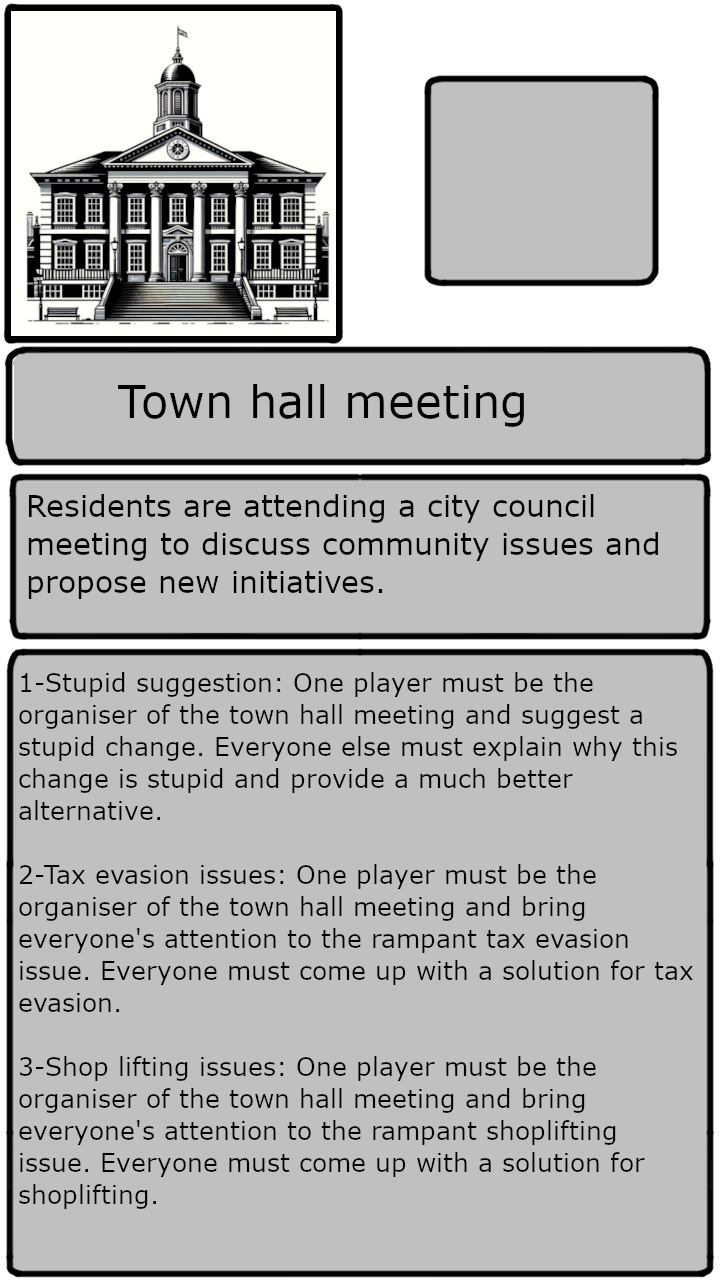 Town hall meeting
Residents are attending a city council
meeting to discuss community issues and
propose new initiatives.
1-Stupid suggestion: One player must be the
organiser of the town hall meeting and suggest a
stupid change. Everyone else must explain why this
change is stupid and provide a much better
alternative.
2-Tax evasion issues: One player must be the
organiser of the town hall meeting and bring
everyone's attention to the rampant tax evasion
issue. Everyone must come up with a solution for tax
evasion.
3-Shop lifting issues: One player must be the
organiser of the town hall meeting and bring
everyone's attention to the rampant shoplifting
issue. Everyone must come up with a solution for
shoplifting.